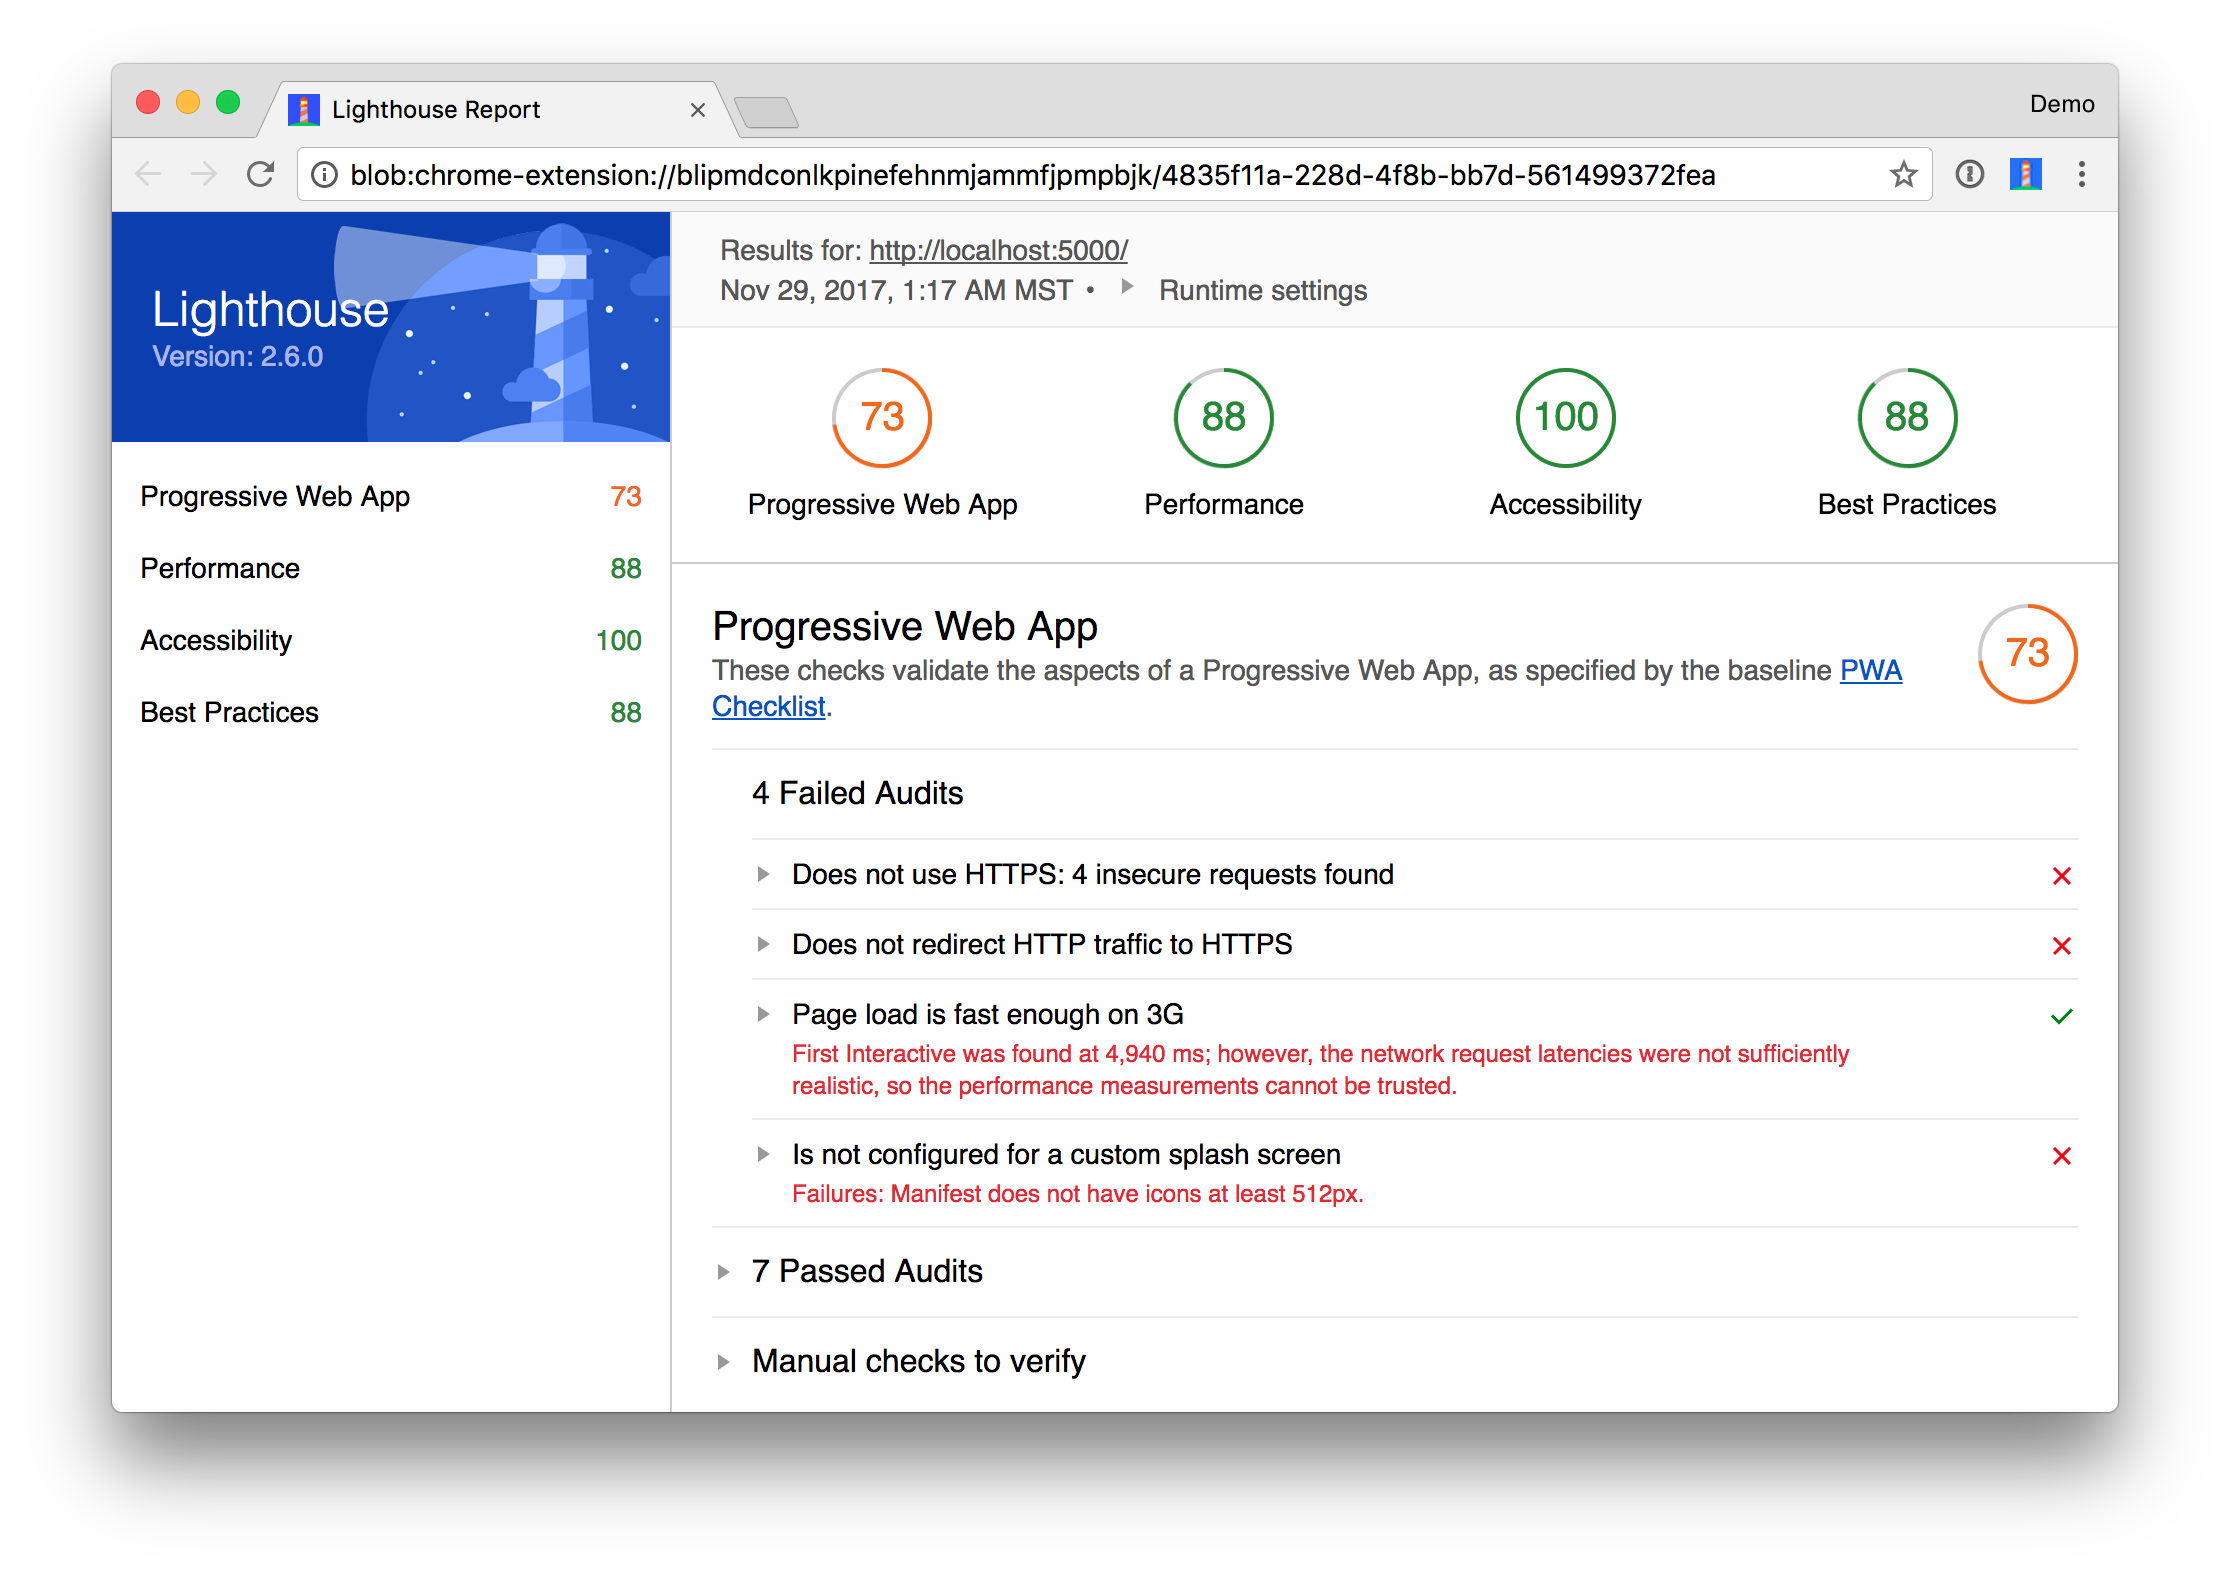 Lighthouse Report
Demo
blob:chrome-extension://blipmdconlkpinefehnmjammfjpmpbjk/4835f11a-228d-4f8b-bb7d-561499372fea
Lighthouse
Version: 2.6.0
Progressive Web App 73
Performance 88
Accessibility 100
Best Practices 88
Results for: http://localhost:5000/
Nov 29, 2017, 1:17 AM MST • Runtime settings
73 88 100 88
Progressive Web App Performance Accessibility Best Practices
Progressive Web App
73
These checks validate the aspects of a Progressive Web App, as specified by the baseline PWA
Checklist.
4 Failed Audits
Does not use HTTPS: 4 insecure requests found
Does not redirect HTTP traffic to HTTPS
Page load is fast enough on 3G
First Interactive was found at 4,940 ms; however, the network request latencies were not sufficiently
realistic, so the performance measurements cannot be trusted.
Is not configured for a custom splash screen
Failures: Manifest does not have icons at least 512px.
7 Passed Audits
Manual checks to verify